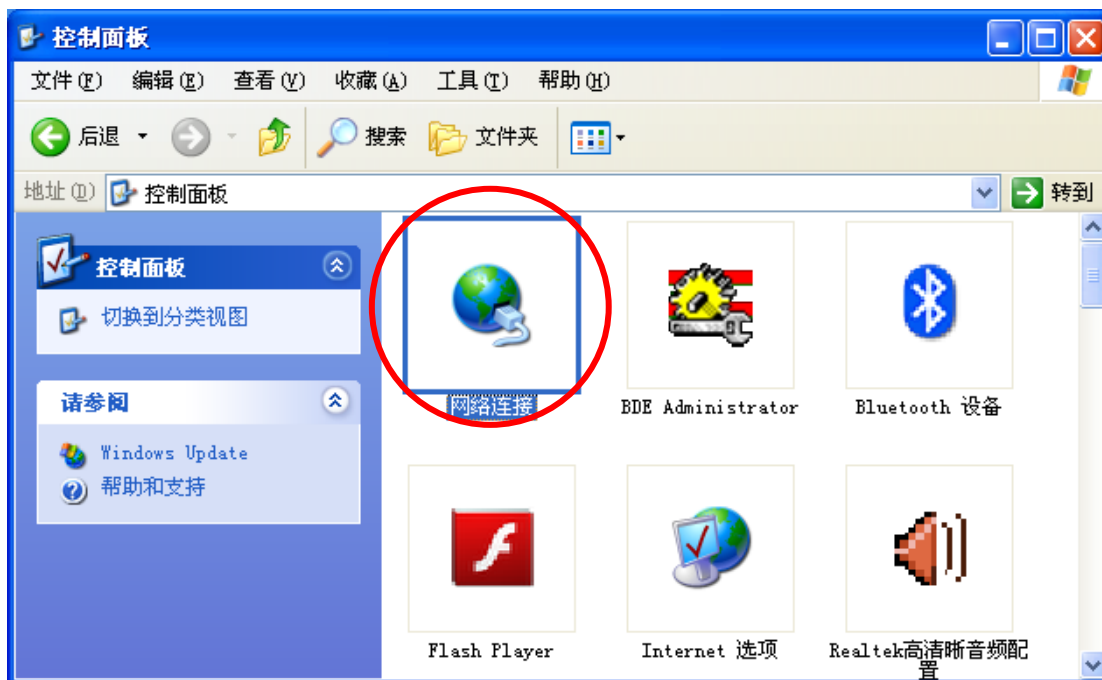 控制面板
文件(F) 编辑(E) 查看(V) 收藏(A) 工具(T) 帮助(H)
后退 搜索 文件夹
地址(D) 控制面板 转到
控制面板
切换到分类视图
请参阅
Windows Update
帮助和支持
网络连接 BDE Administrator Bluetooth 设备
Flash Player Internet 选项 Realtek高清晰音频配
置